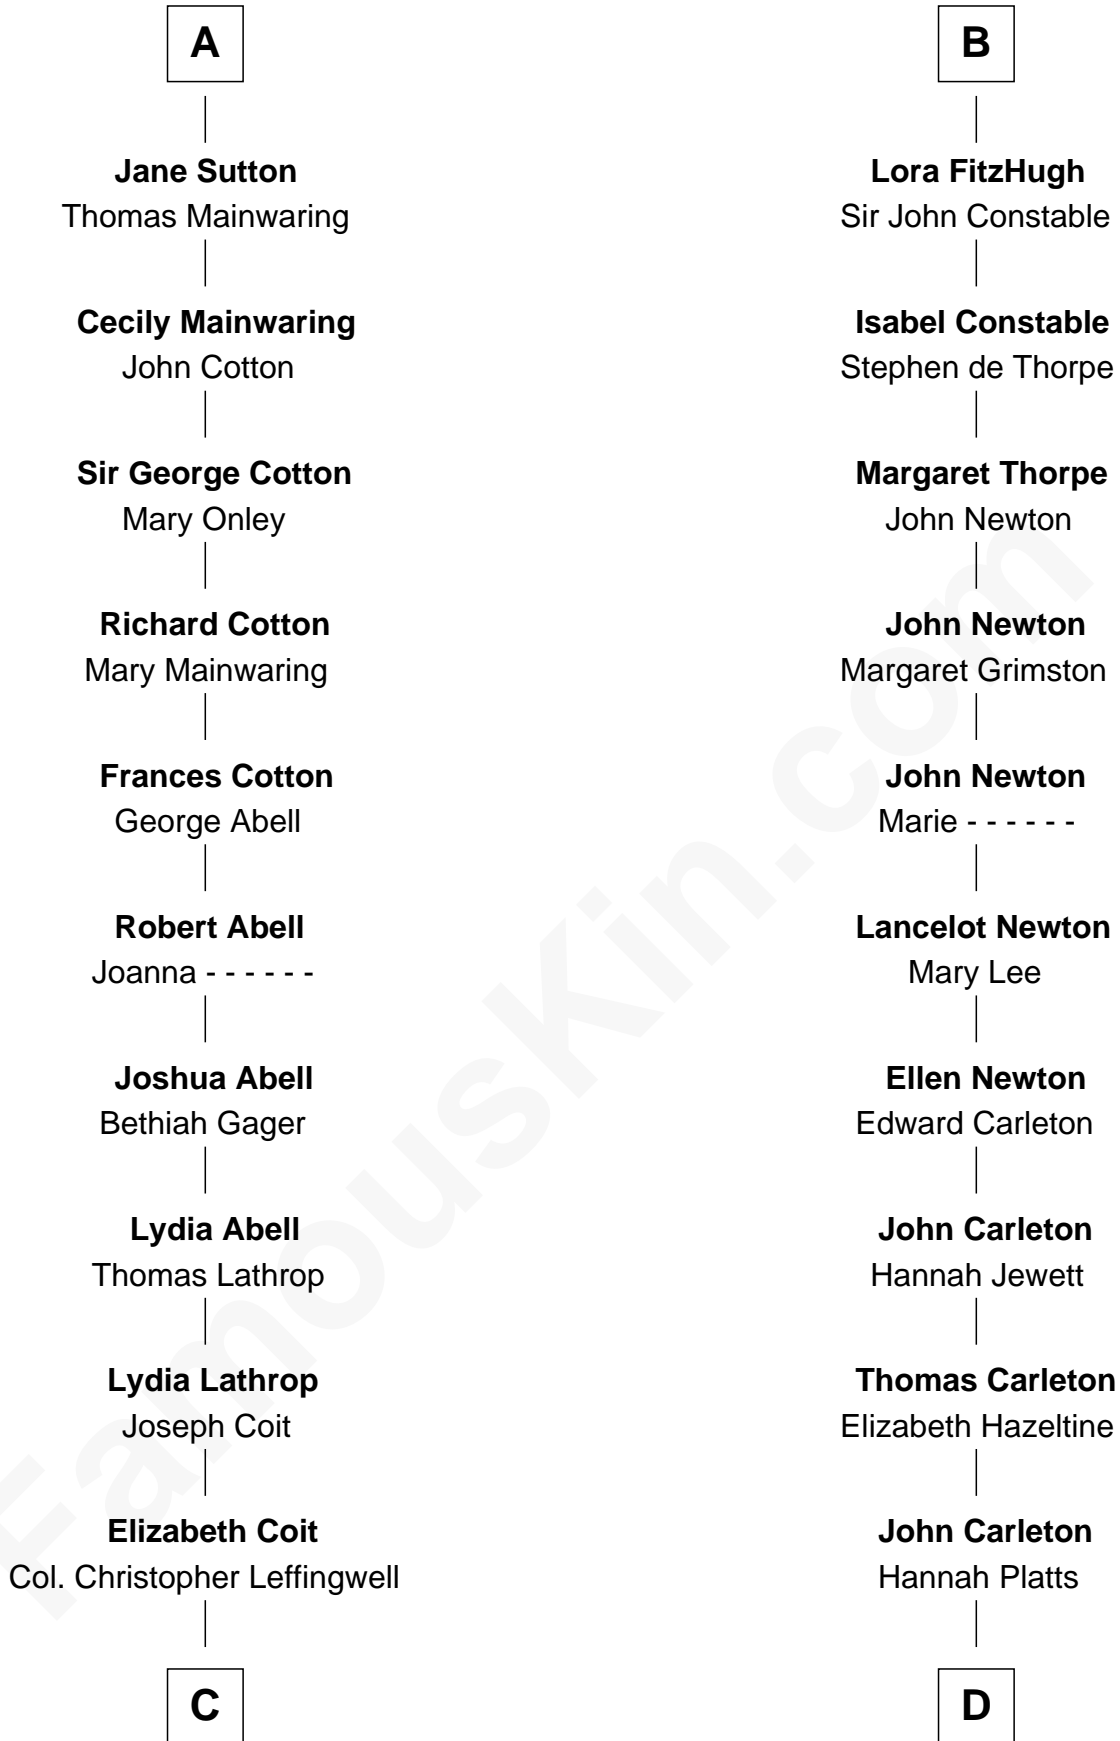 A
Jane Sutton
Thomas Mainwaring
Cecily Mainwaring
John Cotton
Sir George Cotton
Mary Onley
Richard Cotton
Mary Mainwaring
Frances Cotton
George Abell
Robert Abell
Joanna - - - - - -
Joshua Abell
Bethiah Gager
Lydia Abell
Thomas Lathrop
Lydia Lathrop
Joseph Coit
Elizabeth Coit
Col. Christopher Leffingwell
C
B
Lora FitzHugh
Sir John Constable
Isabel Constable
Stephen de Thorpe
Margaret Thorpe
John Newton
John Newton
Margaret Grimston
John Newton
Marie - - - - - -
Lancelot Newton
Mary Lee
Ellen Newton
Edward Carleton
John Carleton
Hannah Jewett
Thomas Carleton
Elizabeth Hazeltine
John Carleton
Hannah Platts
D
FamousKin.com